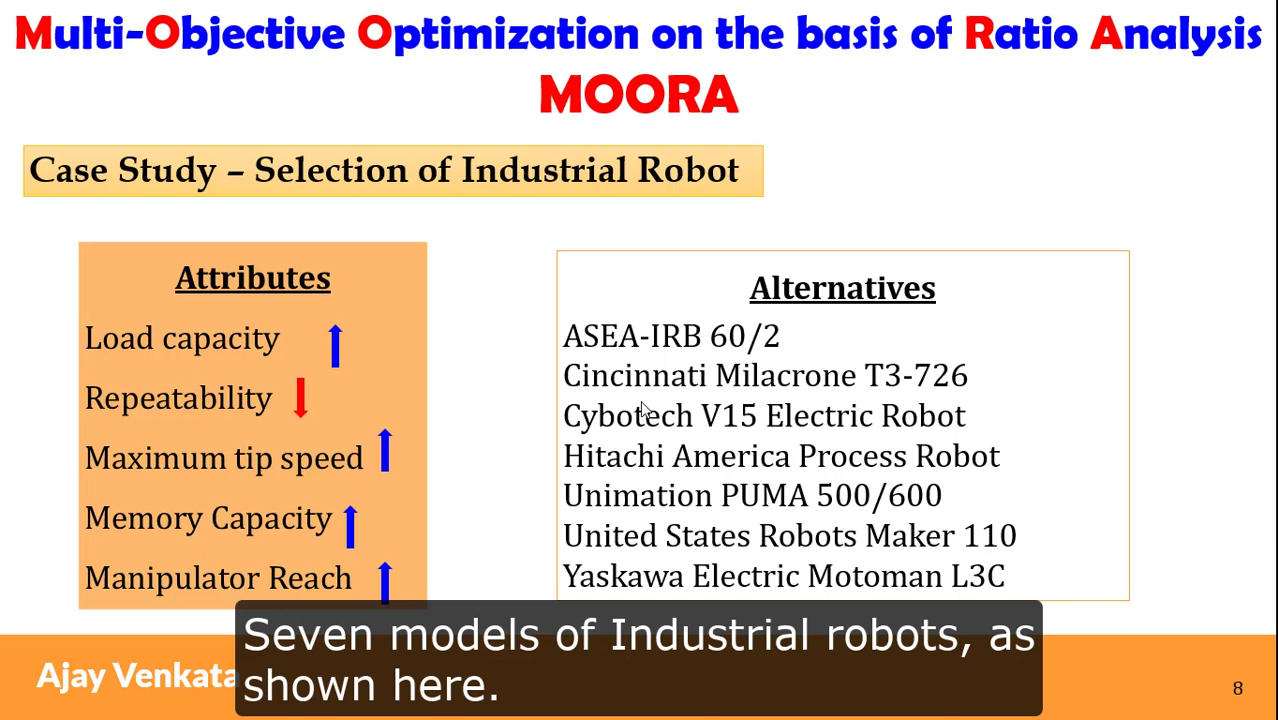 Multi-Objective Optimization on the basis of Ratio Analysis
MOORA
Case Study – Selection of Industrial Robot
Attributes
Load capacity
Repeatability
Maximum tip speed
Memory Capacity
Manipulator Reach
Alternatives
ASEA-IRB 60/2
Cincinnati Milacrone T3-726
Cybotech V15 Electric Robot
Hitachi America Process Robot
Unimation PUMA 500/600
United States Robots Maker 110
Yaskawa Electric Motoman L3C
Seven models of Industrial robots, as
shown here.
Ajay Venkata
8